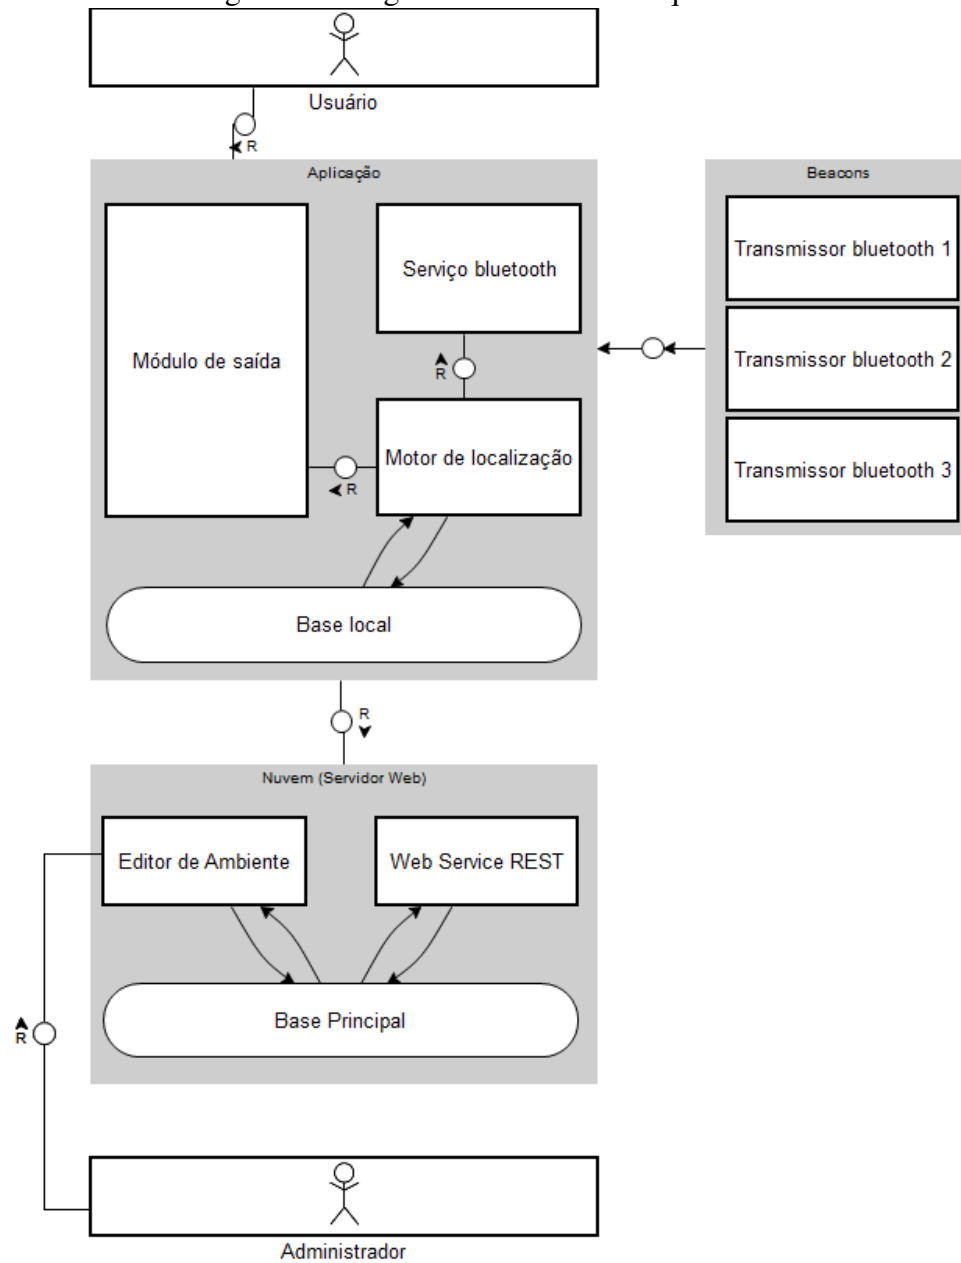 Usuário
R
Aplicação
Beacons
Transmissor bluetooth 1
Serviço bluetooth
Módulo de saída
Transmissor bluetooth 2
R
Motor de localização
Transmissor bluetooth 3
R
Base local
R
Nuvem (Servidor Web)
Editor de Ambiente
Web Service REST
Base Principal
R
Administrador